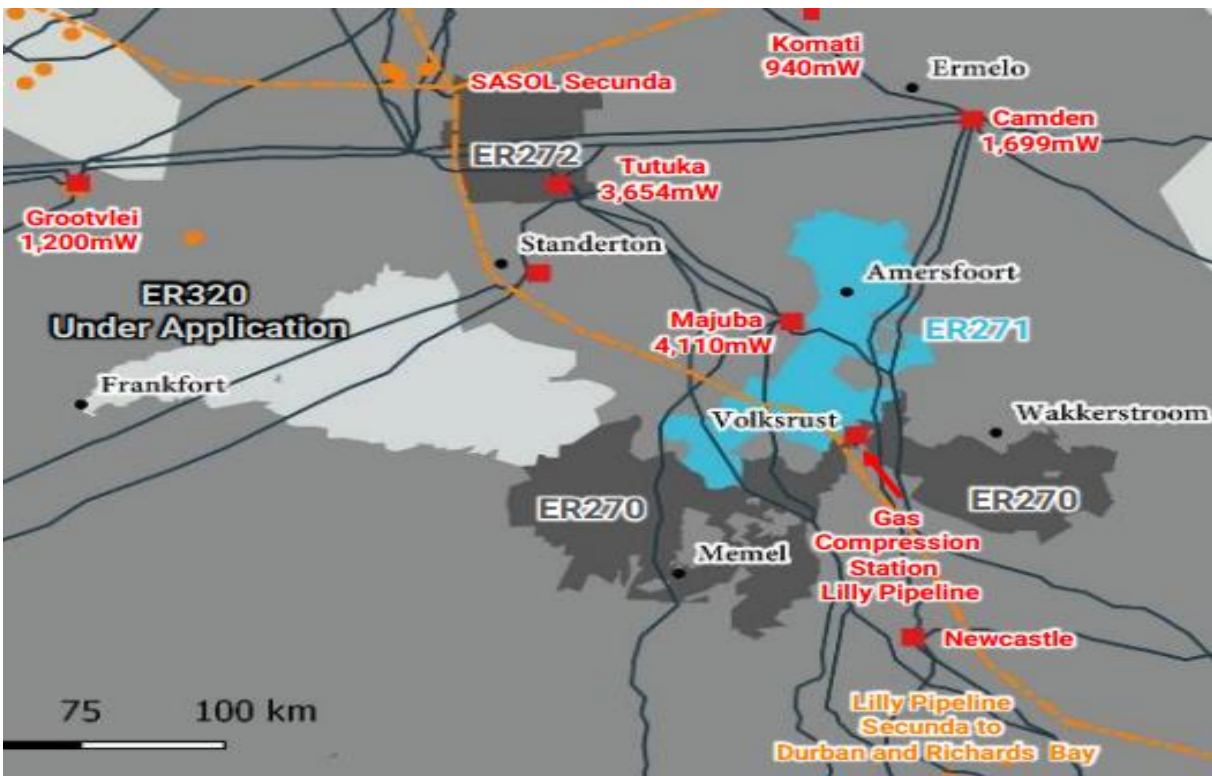 Komati
940mW
Ermelo
SASOL Secunda
Camden
1,699mW
ER272
Tutuka
3,654mW
Grootvlei
1,200mW
Standerton
Amersfoort
ER320
Under Application
Majuba
4,110mW
ER271
Frankfort
Volksrust
Wakkerstroom
ER270
ER270
Gas
Compression
Station
Lilly Pipeline
Memel
Newcastle
75 100 km
Lilly Pipeline
Secunda to
Durban and Richards Bay